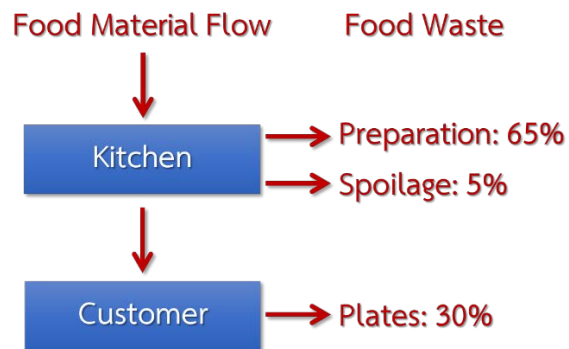 Food Material Flow
Food Waste
Kitchen
Preparation: 65%
Spoilage: 5%
Customer
Plates: 30%